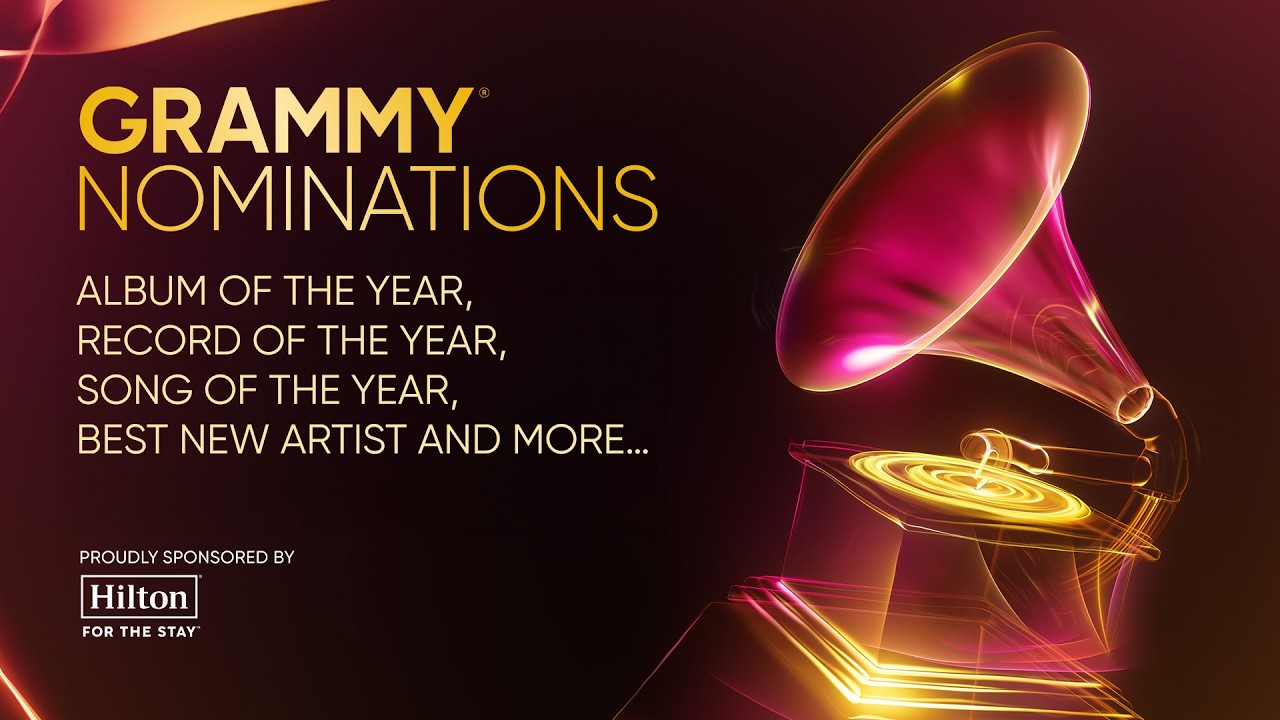 GRAMMY®
NOMINATIONS
ALBUM OF THE YEAR,
RECORD OF THE YEAR,
SONG OF THE YEAR,
BEST NEW ARTIST AND MORE...
PROUDLY SPONSORED BY
Hilton
FOR THE STAY™